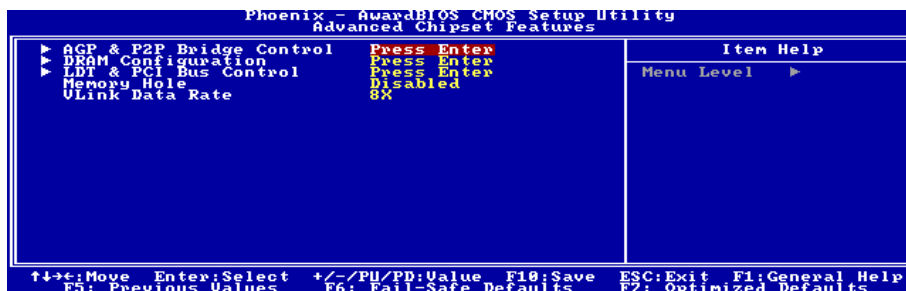 Phoenix - AwardBIOS CMOS Setup Utility
Advanced Chipset Features
► AGP & P2P Bridge Control Press Enter
► DRAM Configuration Press Enter
► LDT & PCI Bus Control Press Enter
Memory Hole Disabled
VLink Data Rate 8X
Item Help
Menu Level ►
↑↓→←:Move Enter:Select +/-/PU/PD:Value F10:Save ESC:Exit F1:General Help
F5: Previous Values F6: Fail-Safe Defaults F7: Optimized Defaults